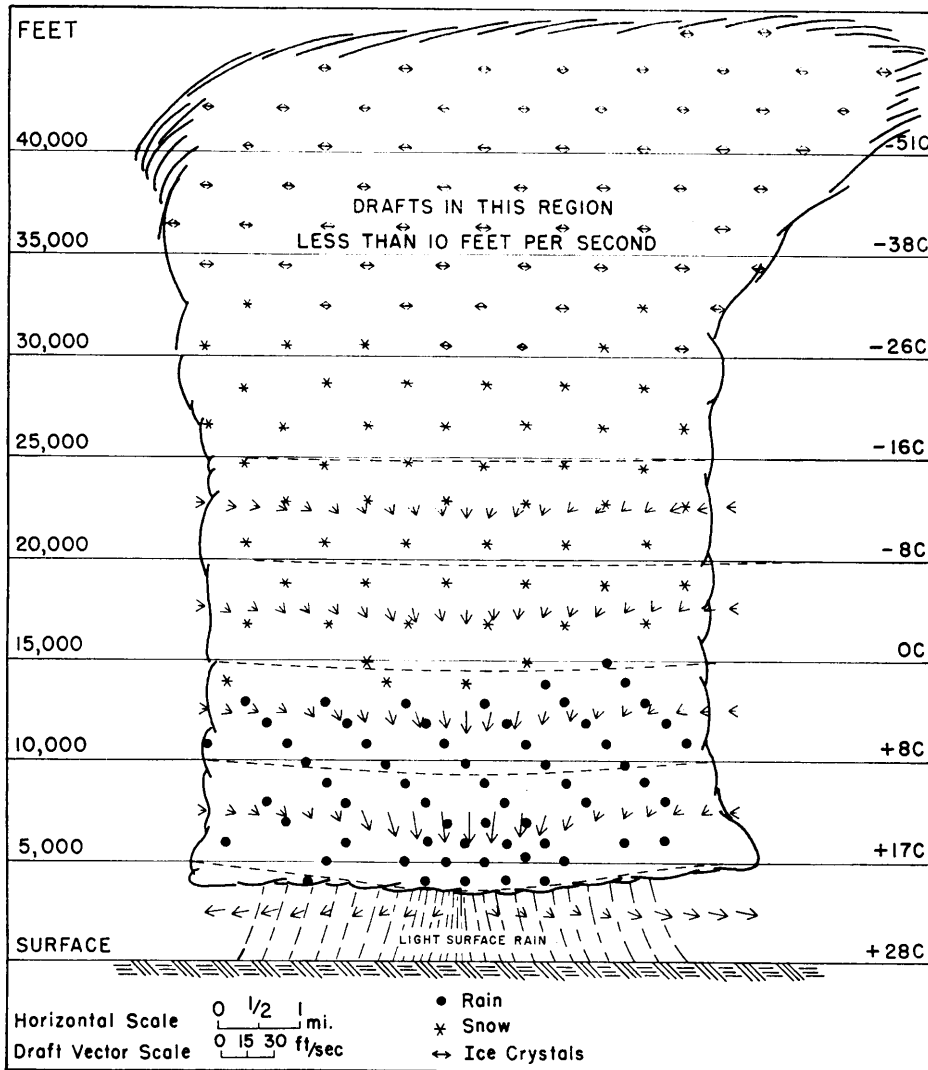 FEET
40,000 -51C
DRAFTS IN THIS REGION
LESS THAN 10 FEET PER SECOND
35,000 -38C
30,000 -26C
25,000 -16C
20,000 -8C
15,000 0C
10,000 +8C
5,000 +17C
LIGHT SURFACE RAIN
SURFACE +28C
Horizontal Scale 0 1/2 1 mi.
Draft Vector Scale 0 15 30 ft/sec
Rain
Snow
Ice Crystals